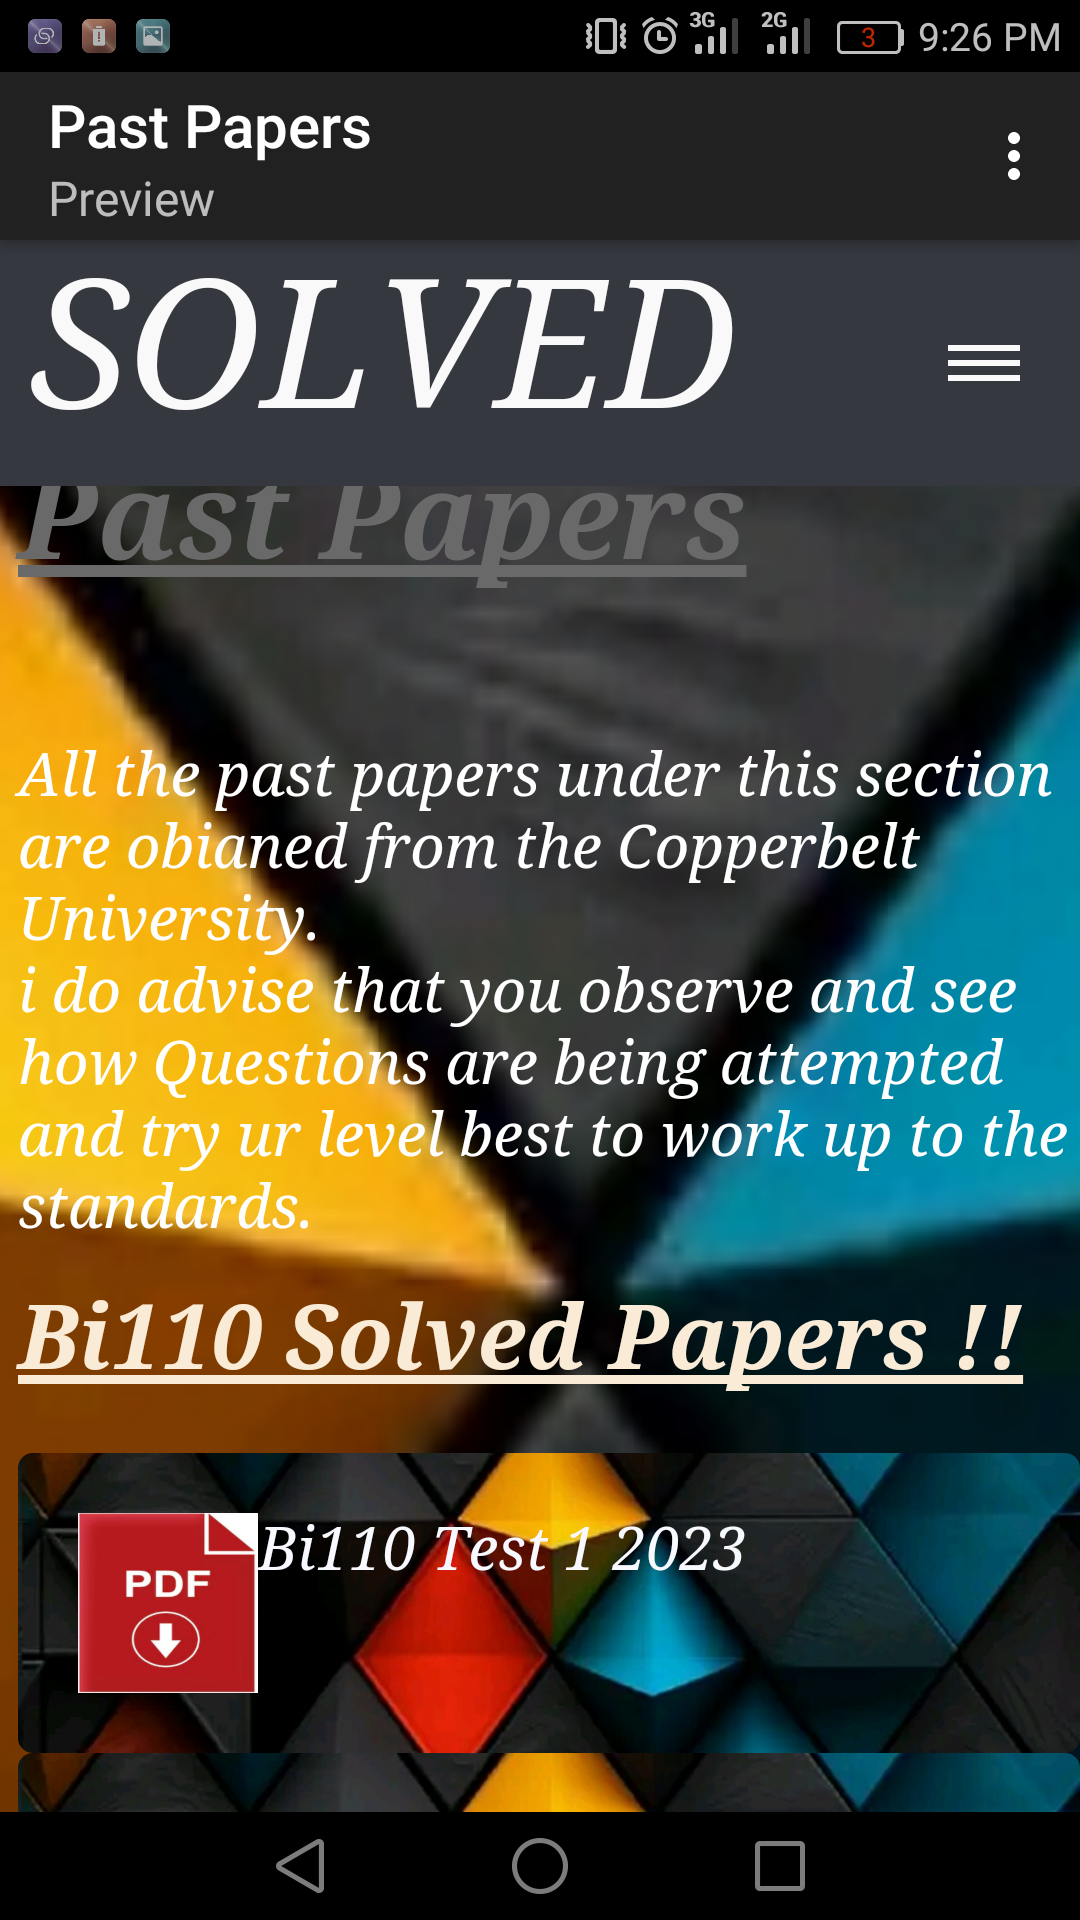 3G 2G 3 9:26 PM
Past Papers
Preview
SOLVED
Past Papers
All the past papers under this section
are obianed from the Copperbelt
University.
i do advise that you observe and see
how Questions are being attempted
and try ur level best to work up to the
standards.
Bi110 Solved Papers !!
PDF
Bi110 Test 1 2023